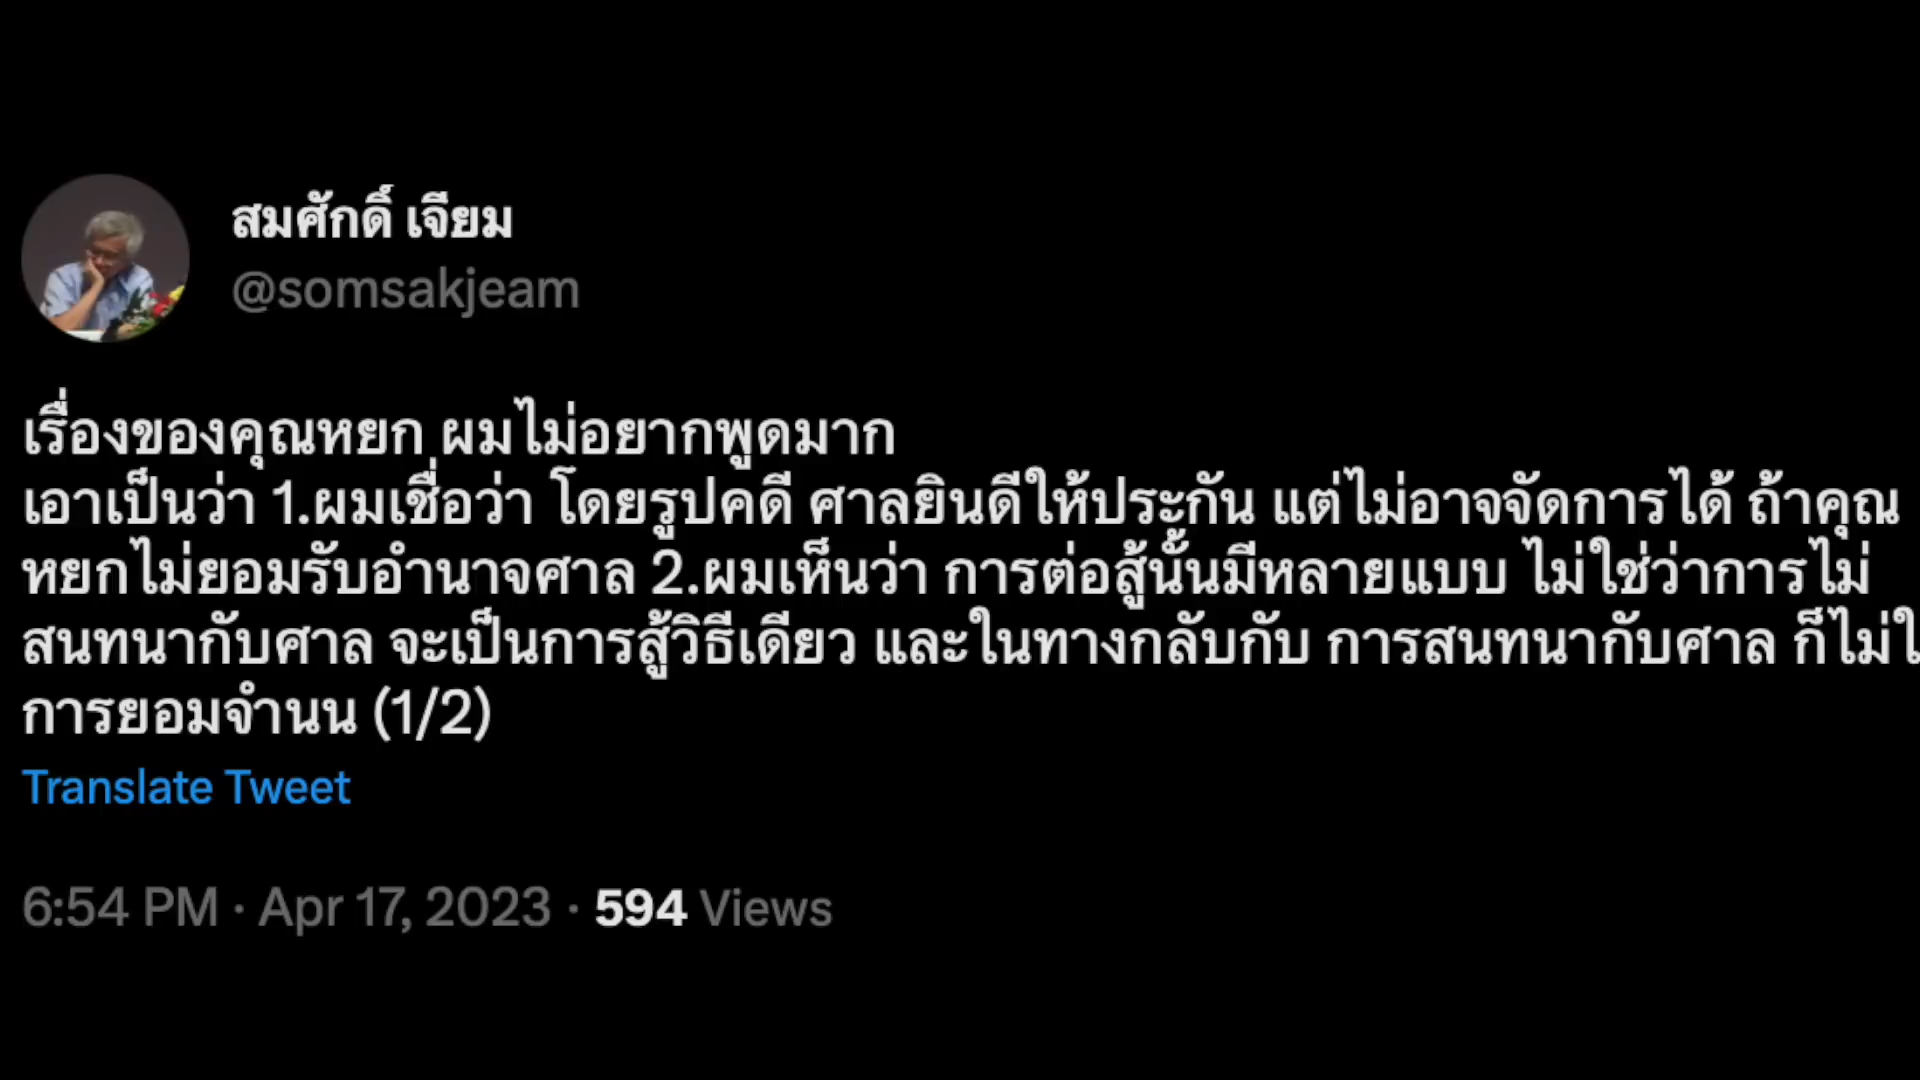 สมศักดิ์ เจียม
@somsakjeam
เรื่องของคุณหยก ผมไม่อยากพูดมาก
เอาเป็นว่า 1.ผมเชื่อว่า โดยรูปคดี ศาลยินดีให้ประกัน แต่ไม่อาจจัดการได้ ถ้าคุณ
หยกไม่ยอมรับอำนาจศาล 2.ผมเห็นว่า การต่อสู้นั้นมีหลายแบบ ไม่ใช่ว่าการไม่
สนทนากับศาล จะเป็นการสู้วิธีเดียว และในทางกลับกับ การสนทนากับศาล ก็ไม่ใ
การยอมจำนน (1/2)
Translate Tweet
6:54 PM · Apr 17, 2023 · 594 Views